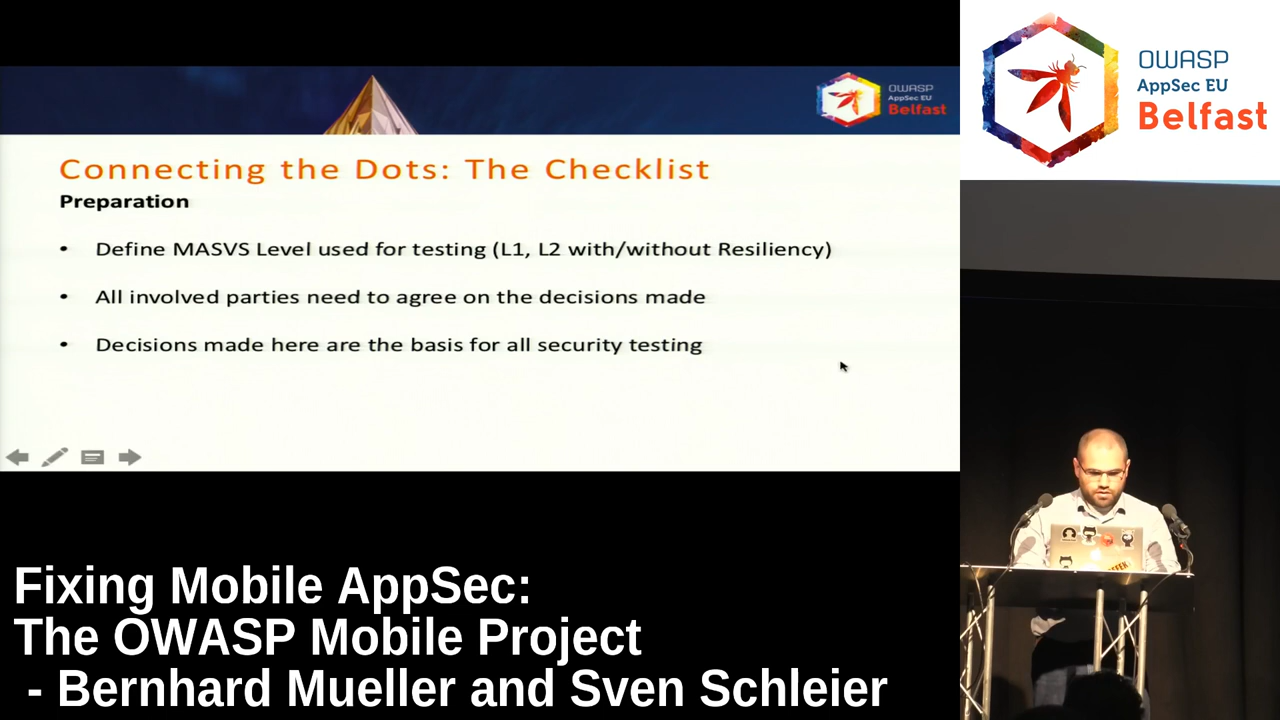 OWASP
AppSec EU
Belfast
OWASP
AppSec EU
Belfast
Connecting the Dots: The Checklist
Preparation
• Define MASVS Level used for testing (L1, L2 with/without Resiliency)
• All involved parties need to agree on the decisions made
• Decisions made here are the basis for all security testing
Fixing Mobile AppSec:
The OWASP Mobile Project
- Bernhard Mueller and Sven Schleier